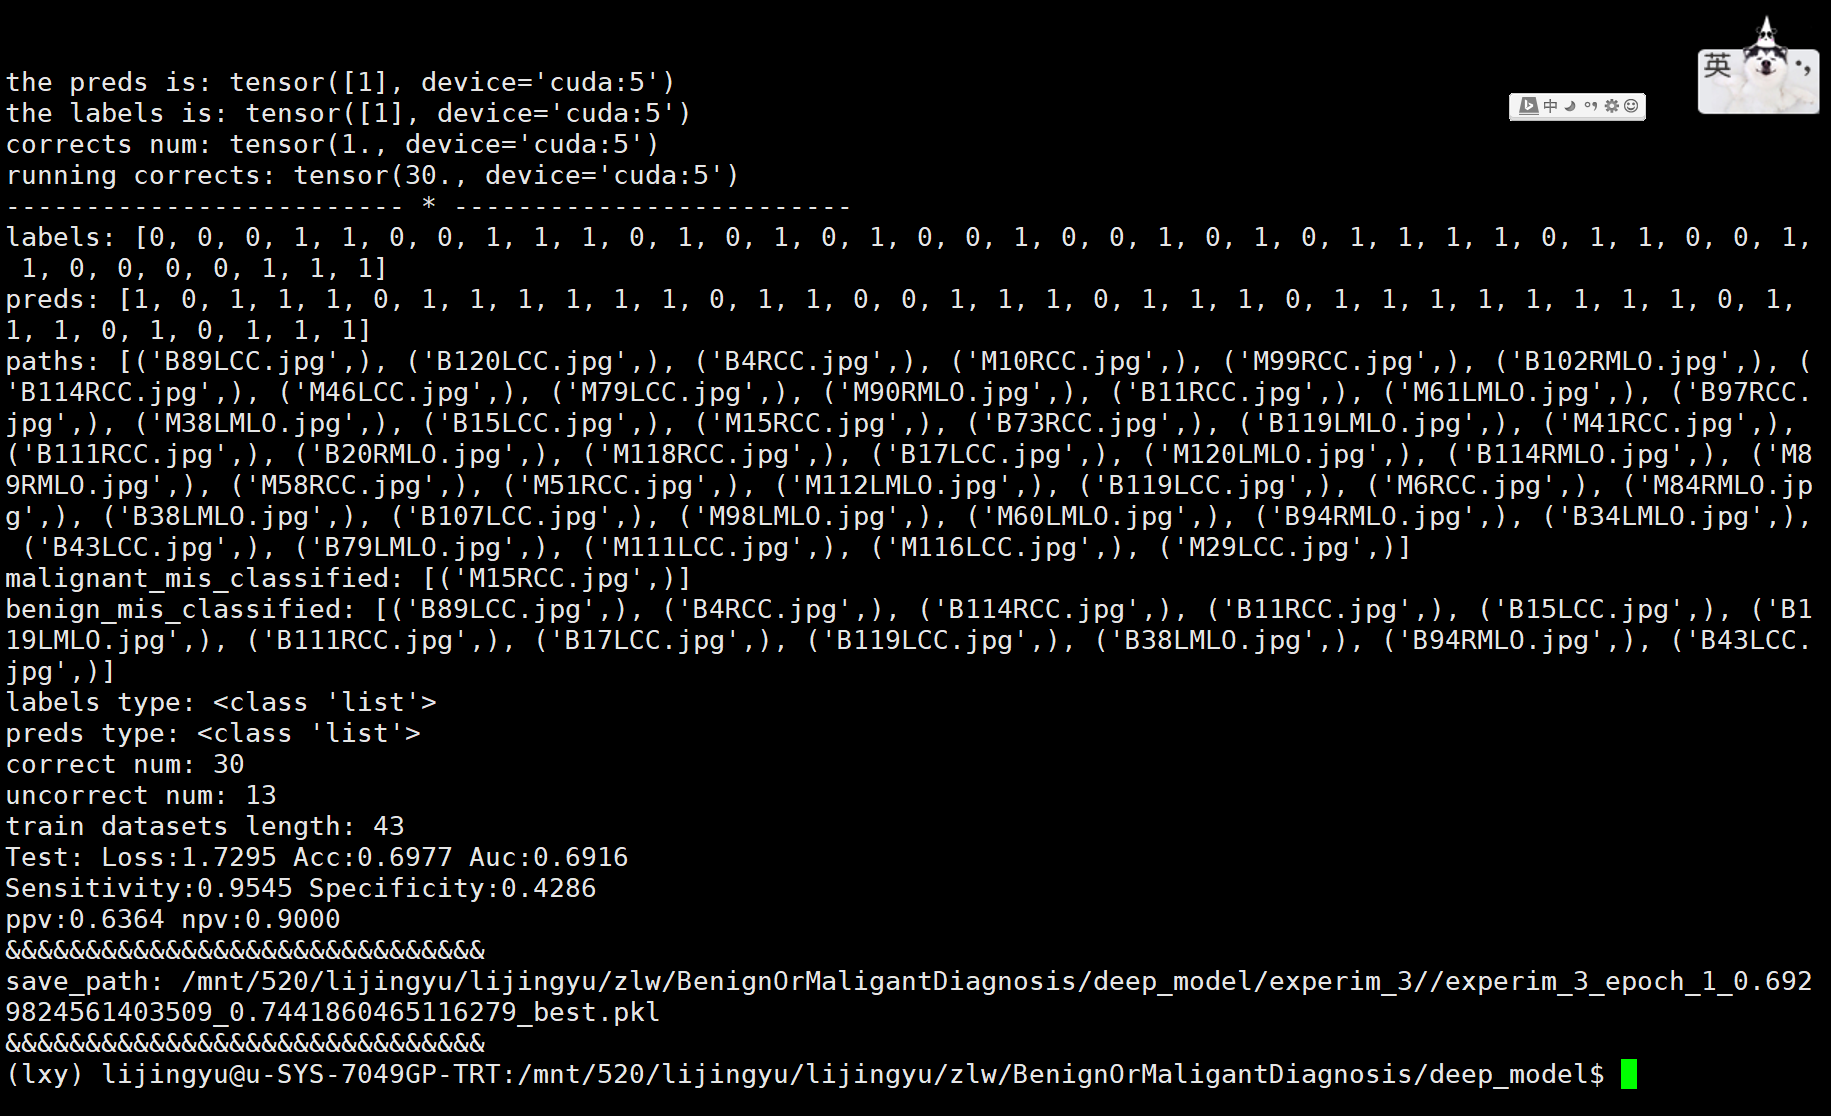 the preds is: tensor([1], device='cuda:5')
the labels is: tensor([1], device='cuda:5')
corrects num: tensor(1., device='cuda:5')
running corrects: tensor(30., device='cuda:5')
------------------------- * -------------------------
labels: [0, 0, 0, 1, 1, 0, 0, 1, 1, 1, 0, 1, 0, 1, 0, 1, 0, 0, 1, 0, 0, 1, 0, 1, 0, 1, 1, 1, 1, 0, 1, 1, 0, 0, 1,
 1, 0, 0, 0, 0, 1, 1, 1]
preds: [1, 0, 1, 1, 1, 0, 1, 1, 1, 1, 1, 1, 0, 1, 1, 0, 0, 1, 1, 1, 0, 1, 1, 1, 0, 1, 1, 1, 1, 1, 1, 1, 1, 0, 1,
1, 1, 0, 1, 0, 1, 1, 1]
paths: [('B89LCC.jpg',), ('B120LCC.jpg',), ('B4RCC.jpg',), ('M10RCC.jpg',), ('M99RCC.jpg',), ('B102RMLO.jpg',), (
'B114RCC.jpg',), ('M46LCC.jpg',), ('M79LCC.jpg',), ('M90RMLO.jpg',), ('B11RCC.jpg',), ('M61LMLO.jpg',), ('B97RCC.
jpg',), ('M38LMLO.jpg',), ('B15LCC.jpg',), ('M15RCC.jpg',), ('B73RCC.jpg',), ('B119LMLO.jpg',), ('M41RCC.jpg',),
('B111RCC.jpg',), ('B20RMLO.jpg',), ('M118RCC.jpg',), ('B17LCC.jpg',), ('M120LMLO.jpg',), ('B114RMLO.jpg',), ('M8
9RMLO.jpg',), ('M58RCC.jpg',), ('M51RCC.jpg',), ('M112LMLO.jpg',), ('B119LCC.jpg',), ('M6RCC.jpg',), ('M84RMLO.jp
g',), ('B38LMLO.jpg',), ('B107LCC.jpg',), ('M98LMLO.jpg',), ('M60LMLO.jpg',), ('B94RMLO.jpg',), ('B34LMLO.jpg',),
 ('B43LCC.jpg',), ('B79LMLO.jpg',), ('M111LCC.jpg',), ('M116LCC.jpg',), ('M29LCC.jpg',)]
malignant_mis_classified: [('M15RCC.jpg',)]
benign_mis_classified: [('B89LCC.jpg',), ('B4RCC.jpg',), ('B114RCC.jpg',), ('B11RCC.jpg',), ('B15LCC.jpg',), ('B1
19LMLO.jpg',), ('B111RCC.jpg',), ('B17LCC.jpg',), ('B119LCC.jpg',), ('B38LMLO.jpg',), ('B94RMLO.jpg',), ('B43LCC.
jpg',)]
labels type: <class 'list'>
preds type: <class 'list'>
correct num: 30
uncorrect num: 13
train datasets length: 43
Test: Loss:1.7295 Acc:0.6977 Auc:0.6916
Sensitivity:0.9545 Specificity:0.4286
ppv:0.6364 npv:0.9000
&&&&&&&&&&&&&&&&&&&&&&&&&&&&&&
save_path: /mnt/520/lijingyu/lijingyu/zlw/BenignOrMaligantDiagnosis/deep_model/experim_3//experim_3_epoch_1_0.692
9824561403509_0.7441860465116279_best.pkl
&&&&&&&&&&&&&&&&&&&&&&&&&&&&&&
(lxy) lijingyu@u-SYS-7049GP-TRT:/mnt/520/lijingyu/lijingyu/zlw/BenignOrMaligantDiagnosis/deep_model$
中
英